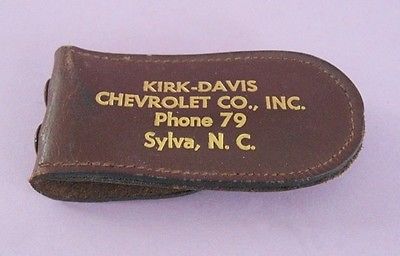 KIRK-DAVIS
CHEVROLET CO., INC.
Phone 79
Sylva, N. C.